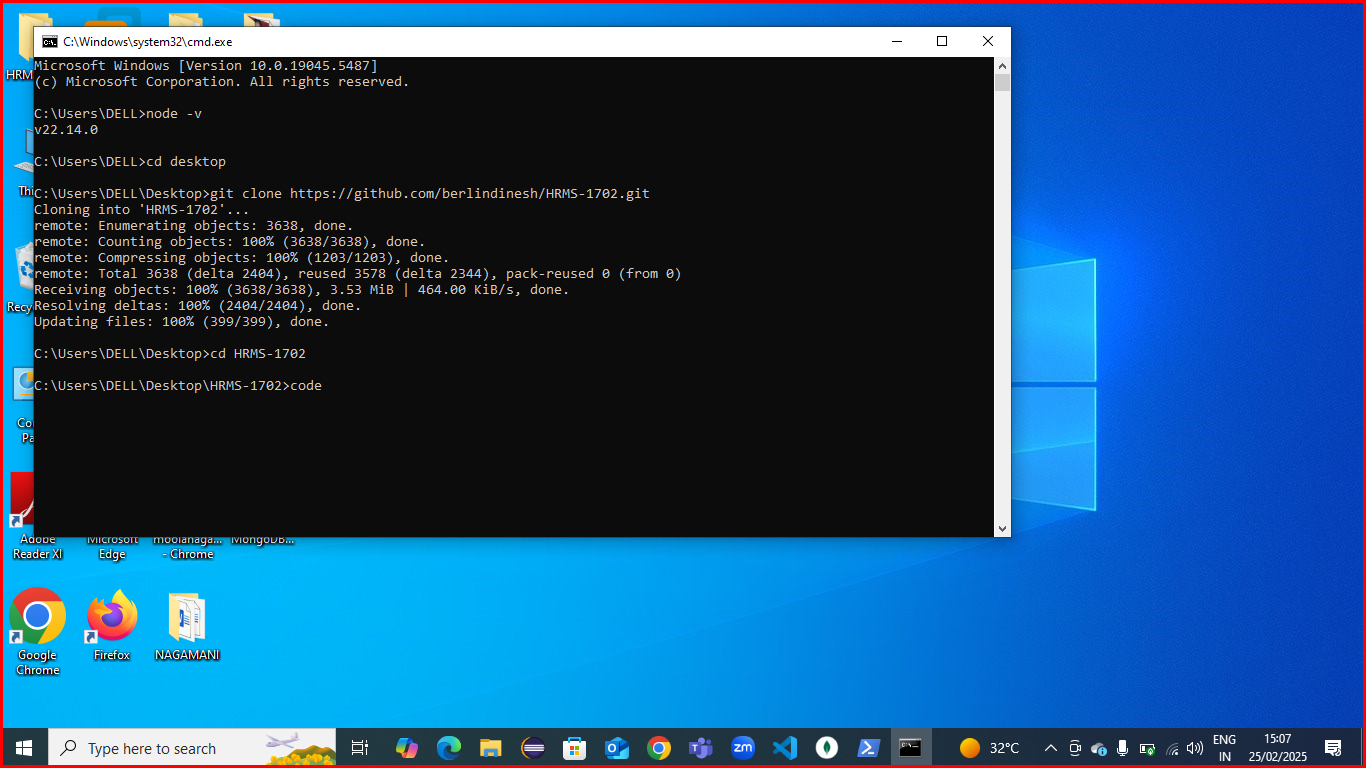 C:\Windows\system32\cmd.exe
Microsoft Windows [Version 10.0.19045.5487]
(c) Microsoft Corporation. All rights reserved.
C:\Users\DELL>node -v
v22.14.0
C:\Users\DELL>cd desktop
C:\Users\DELL\Desktop>git clone https://github.com/berlindinesh/HRMS-1702.git
Cloning into 'HRMS-1702'...
remote: Enumerating objects: 3638, done.
remote: Counting objects: 100% (3638/3638), done.
remote: Compressing objects: 100% (1203/1203), done.
remote: Total 3638 (delta 2404), reused 3578 (delta 2344), pack-reused 0 (from 0)
Receiving objects: 100% (3638/3638), 3.53 MiB | 464.00 KiB/s, done.
Resolving deltas: 100% (2404/2404), done.
Updating files: 100% (399/399), done.
C:\Users\DELL\Desktop>cd HRMS-1702
C:\Users\DELL\Desktop\HRMS-1702>code
HRM
Thi
Recy
Co
Pa
Adobe
Reader XI
Microsoft
Edge
moolanaga...
- Chrome
MongoDB...
Google
Chrome
Firefox
NAGAMANI
Type here to search
zm
32°C
ENG
IN
15:07
25/02/2025